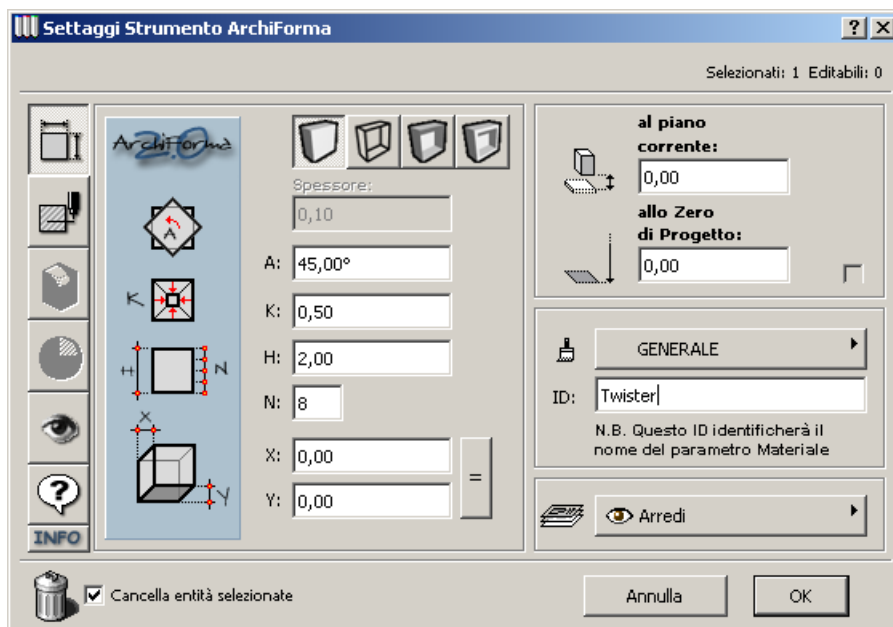 Settaggi Strumento ArchiForma
Selezionati: 1 Editabili: 0
ArchiForma
2.0
A
K
H
N
X
Y
INFO
Spessore:
0,10
A: 45,00°
K: 0,50
H: 2,00
N: 8
X: 0,00
=
Y: 0,00
al piano
corrente:
0,00
allo Zero
di Progetto:
0,00
GENERALE
ID: Twister
N.B. Questo ID identificherà il
nome del parametro Materiale
Arredi
Cancella entità selezionate
Annulla
OK